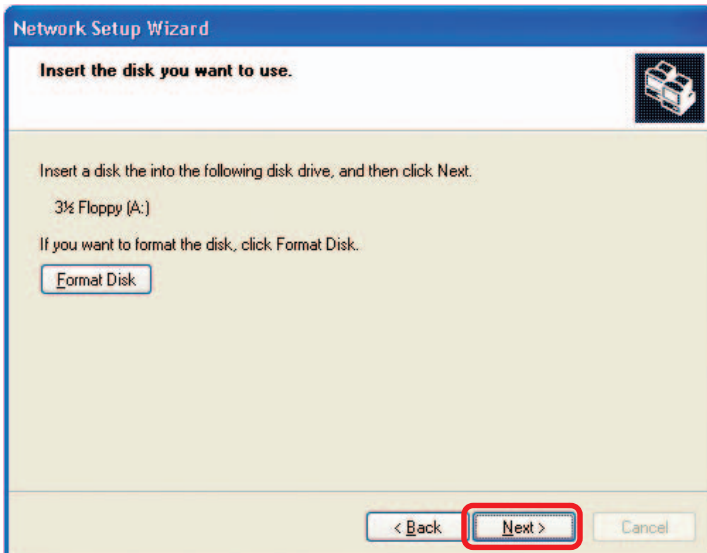 Network Setup Wizard
Insert the disk you want to use.
Insert a disk the into the following disk drive, and then click Next.
3½ Floppy (A:)
If you want to format the disk, click Format Disk.
Format Disk
< Back Next > Cancel